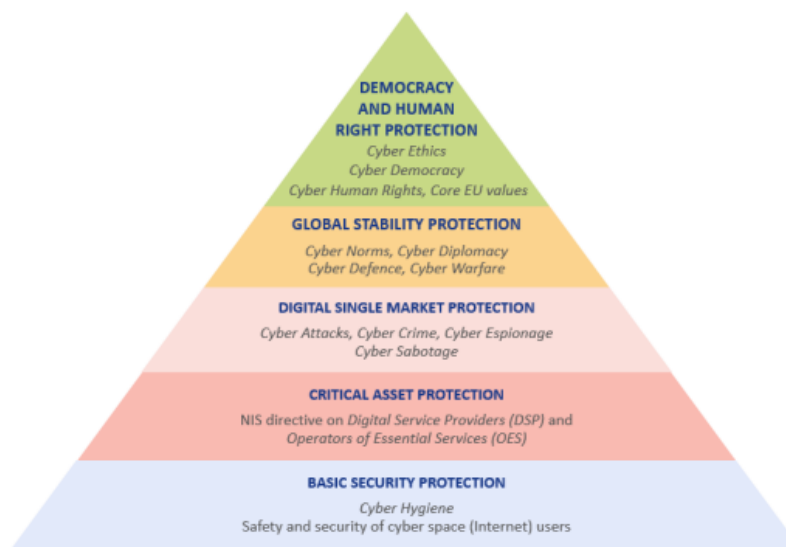 DEMOCRACY
AND HUMAN
RIGHT PROTECTION
Cyber Ethics
Cyber Democracy
Cyber Human Rights, Core EU values
GLOBAL STABILITY PROTECTION
Cyber Norms, Cyber Diplomacy
Cyber Defence, Cyber Warfare
DIGITAL SINGLE MARKET PROTECTION
Cyber Attacks, Cyber Crime, Cyber Espionage
Cyber Sabotage
CRITICAL ASSET PROTECTION
NIS directive on Digital Service Providers (DSP) and
Operators of Essential Services (OES)
BASIC SECURITY PROTECTION
Cyber Hygiene
Safety and security of cyber space (Internet) users